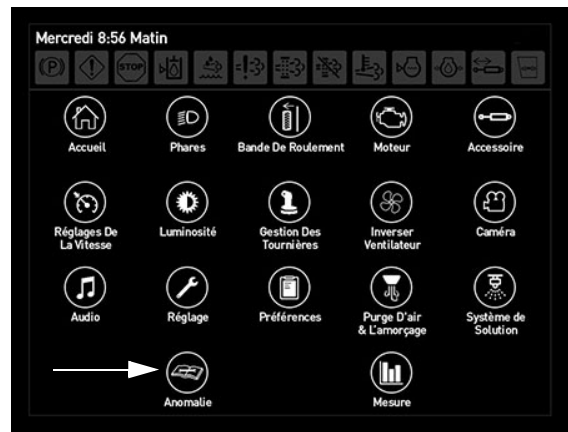 Mercredi 8:56 Matin
(P) STOP
Accueil Phares Bande De Roulement Moteur Accessoire
Réglages De La Vitesse Luminosité Gestion Des Tournières Inverser Ventilateur Caméra
Audio Réglage Préférences Purge D'air & L'amorçage Système de Solution
Anomalie Mesure